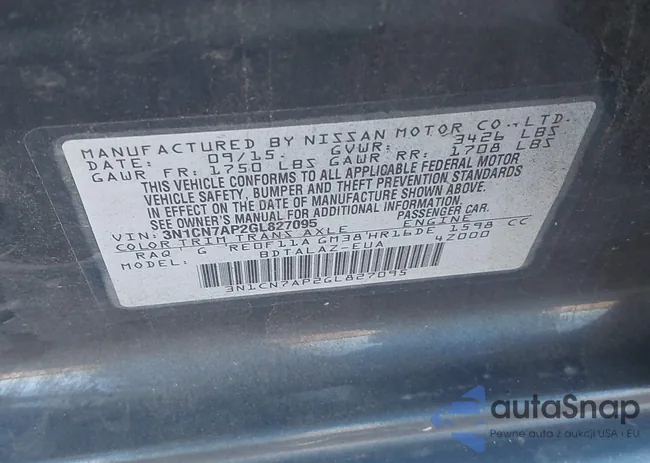 MANUFACTURED BY NISSAN MOTOR CO.,LTD.
DATE: 09/15. GVWR: 3426 LBS
GAWR FR: 1750 LBS GAWR RR: 1708 LBS
THIS VEHICLE CONFORMS TO ALL APPLICABLE FEDERAL MOTOR
VEHICLE SAFETY, BUMPER AND THEFT PREVENTION STANDARDS
IN EFFECT ON THE DATE OF MANUFACTURE SHOWN ABOVE.
SEE OWNER'S MANUAL FOR ADDITIONAL INFORMATION
VIN: 3N1CN7AP2GL827095 PASSENGER CAR
COLOR TRIM TRANS AXLE ENGINE
RAQ G RE0F11A GM38 HR16DE 1598 CC
MODEL: BDTALAZ-EUA 4Z000
3N1CN7AP2GL827095
autaSnap
Pewne auto z aukcji USA i EU